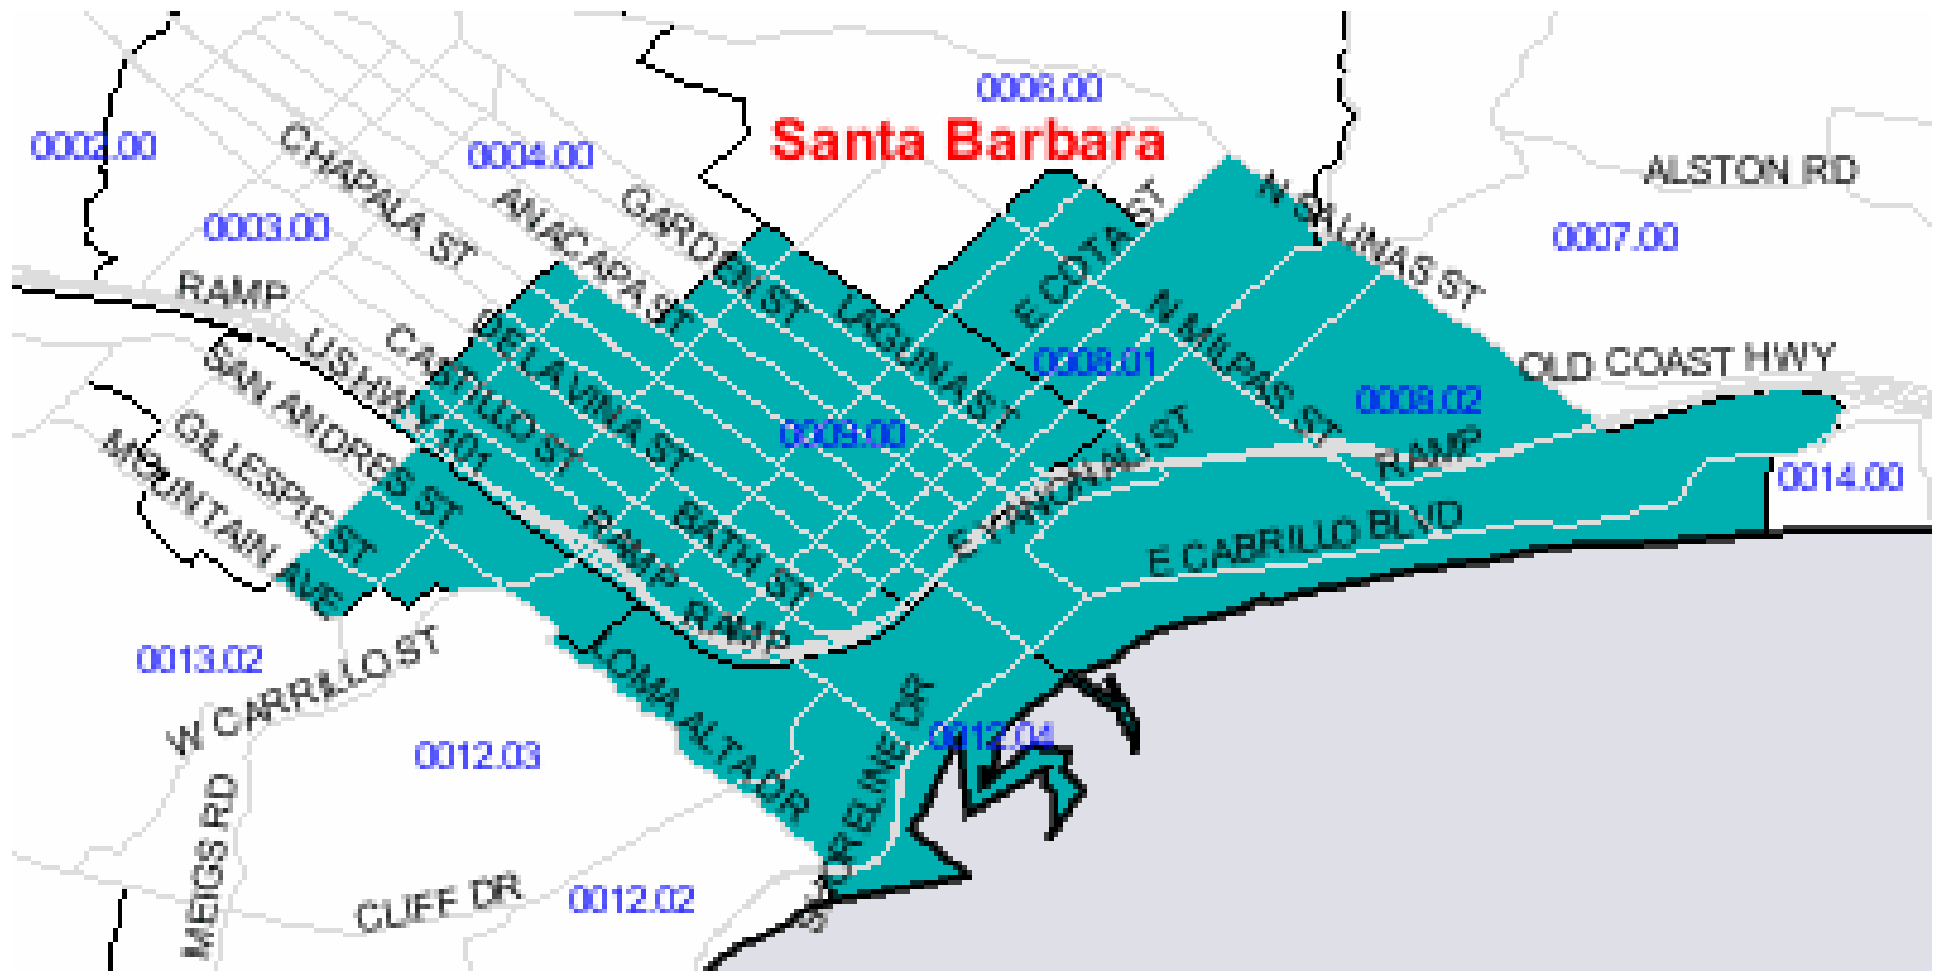 0006.00
Santa Barbara
0002.00
0004.00
CHAPALA ST
ANACAPA ST
GARDEN ST
E COTA ST
N SALINAS ST
ALSTON RD
0003.00
0007.00
RAMP
US HWY 101
CASTILLO ST
DE LA VINA ST
LAGUNA ST
N MILPAS ST
OLD COAST HWY
0008.01
0008.02
SAN ANDRES ST
GILLESPIE ST
MOUNTAIN AVE
0009.00
E YANONALI ST
RAMP
0014.00
RAMP
BATH ST
E CABRILLO BLVD
RAMP
0013.02
W CARRILLO ST
LOMA ALTA DR
SHORELINE DR
0012.04
0012.03
MEIGS RD
CLIFF DR
0012.02